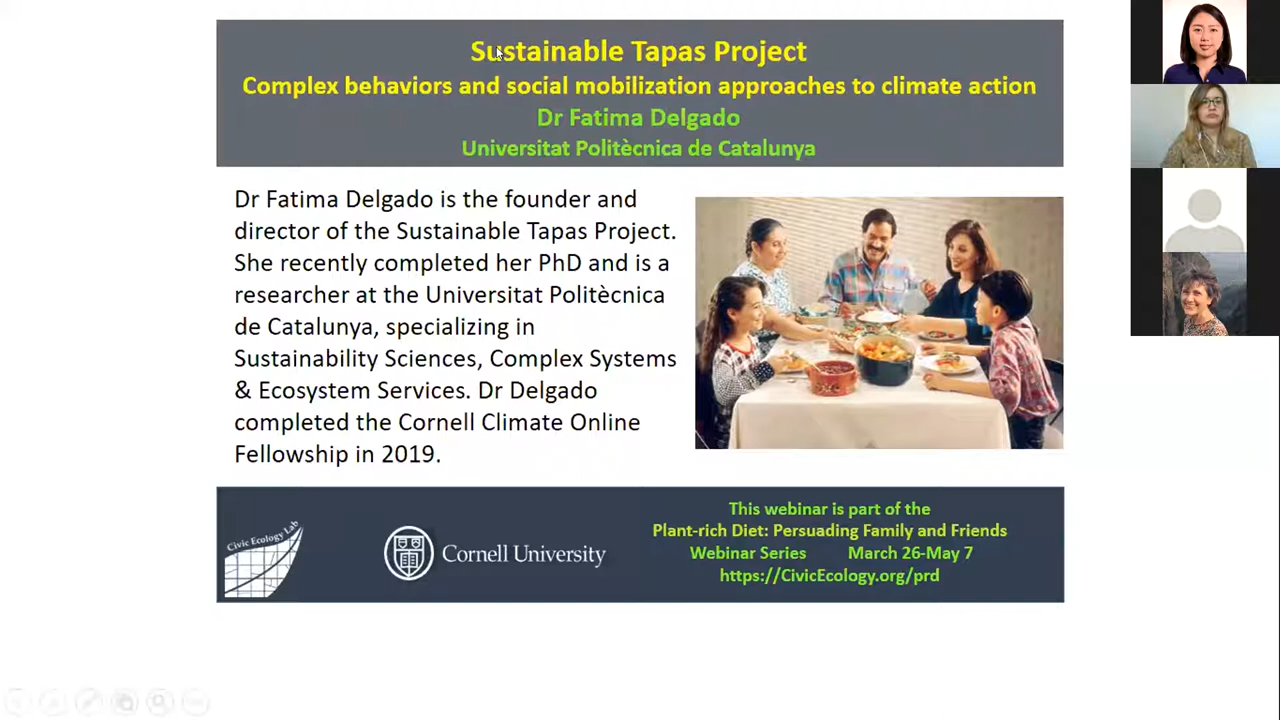 Sustainable Tapas Project
Complex behaviors and social mobilization approaches to climate action
Dr Fatima Delgado
Universitat Politècnica de Catalunya
Dr Fatima Delgado is the founder and
director of the Sustainable Tapas Project.
She recently completed her PhD and is a
researcher at the Universitat Politècnica
de Catalunya, specializing in
Sustainability Sciences, Complex Systems
& Ecosystem Services. Dr Delgado
completed the Cornell Climate Online
Fellowship in 2019.
Civic Ecology Lab
Cornell University
This webinar is part of the
Plant-rich Diet: Persuading Family and Friends
Webinar Series March 26-May 7
https://CivicEcology.org/prd